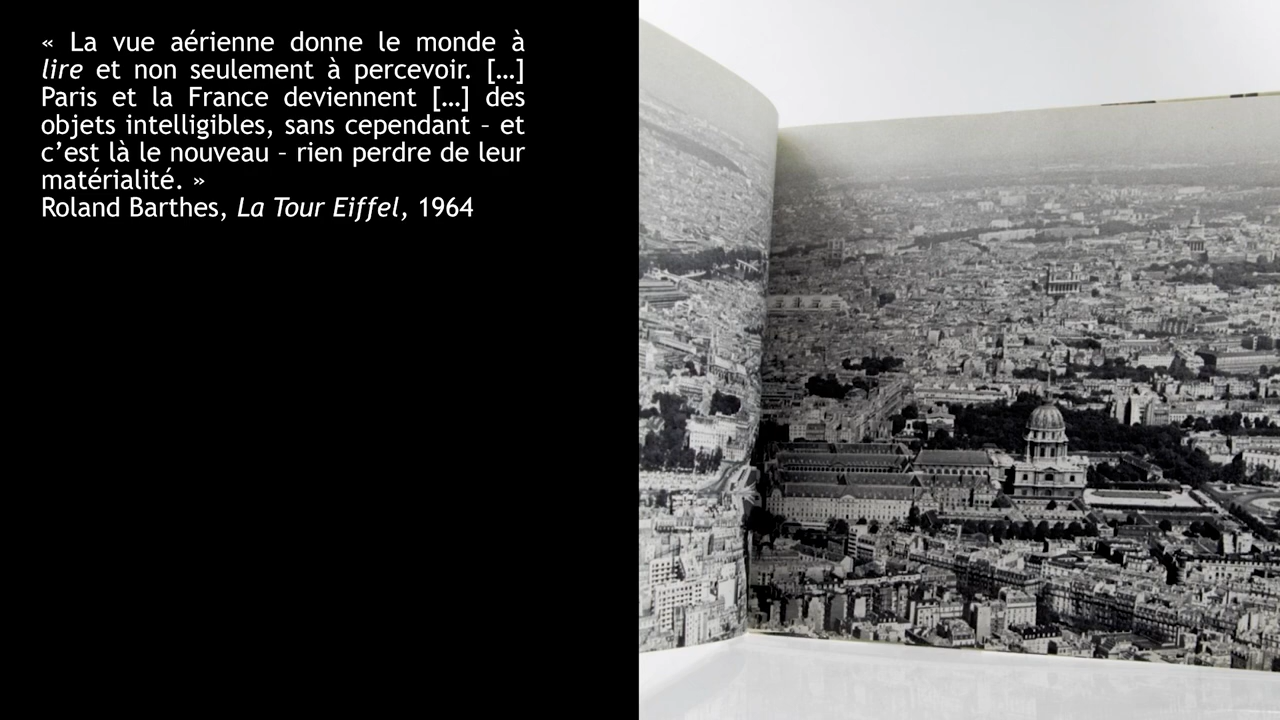 « La vue aérienne donne le monde à
lire et non seulement à percevoir. […]
Paris et la France deviennent […] des
objets intelligibles, sans cependant – et
c’est là le nouveau – rien perdre de leur
matérialité. »
Roland Barthes, La Tour Eiffel, 1964